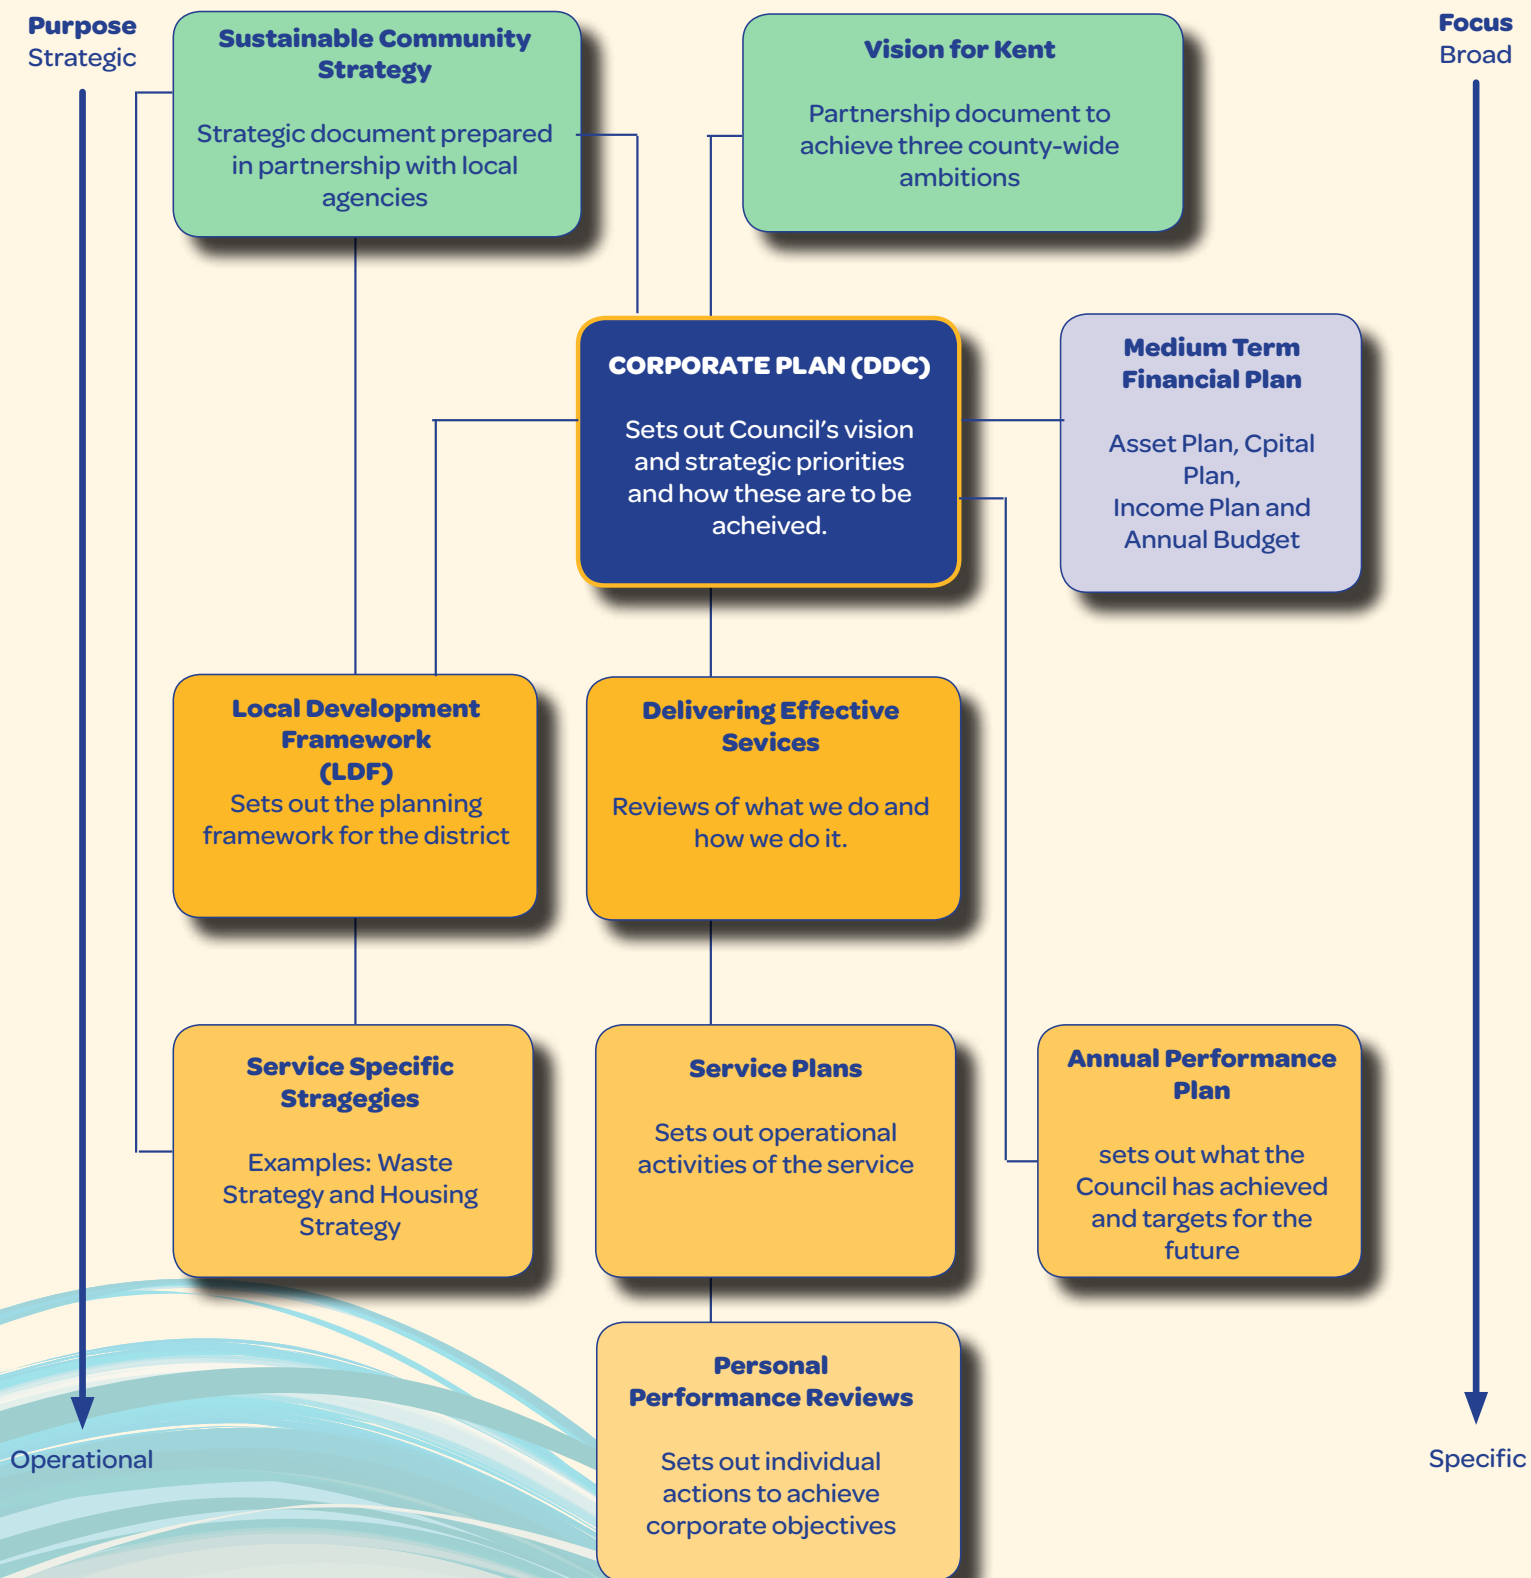 Purpose
Strategic
Sustainable Community
Strategy
Strategic document prepared
in partnership with local
agencies
Vision for Kent
Partnership document to
achieve three county-wide
ambitions
Focus
Broad
CORPORATE PLAN (DDC)
Sets out Council’s vision
and strategic priorities
and how these are to be
acheived.
Medium Term
Financial Plan
Asset Plan, Cpital
Plan,
Income Plan and
Annual Budget
Local Development
Framework
(LDF)
Sets out the planning
framework for the district
Delivering Effective
Sevices
Reviews of what we do and
how we do it.
Service Specific
Stragegies
Examples: Waste
Strategy and Housing
Strategy
Service Plans
Sets out operational
activities of the service
Annual Performance
Plan
sets out what the
Council has achieved
and targets for the
future
Personal
Performance Reviews
Sets out individual
actions to achieve
corporate objectives
Operational
Specific